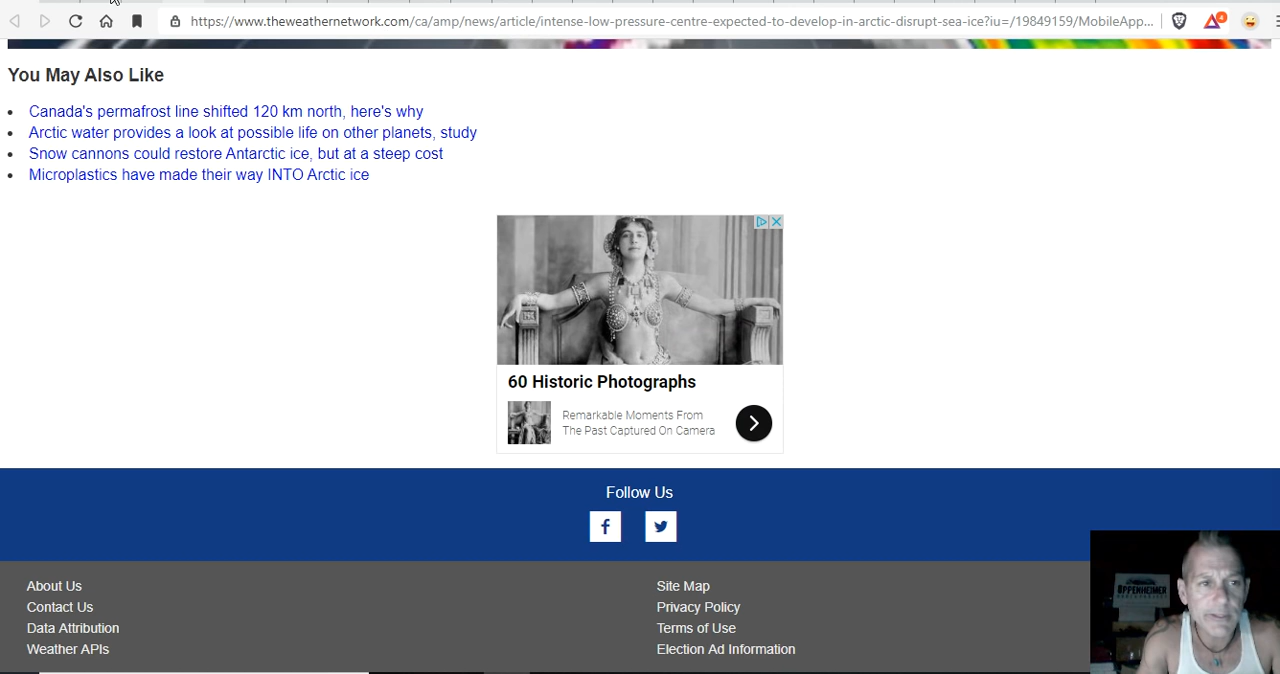 https://www.theweathernetwork.com/ca/amp/news/article/intense-low-pressure-centre-expected-to-develop-in-arctic-disrupt-sea-ice?iu=/19849159/MobileApp...
4
You May Also Like
Canada's permafrost line shifted 120 km north, here's why
Arctic water provides a look at possible life on other planets, study
Snow cannons could restore Antarctic ice, but at a steep cost
Microplastics have made their way INTO Arctic ice
60 Historic Photographs
Remarkable Moments From
The Past Captured On Camera
Follow Us
About Us
Contact Us
Data Attribution
Weather APIs
Site Map
Privacy Policy
Terms of Use
Election Ad Information
OPPENHEIMER